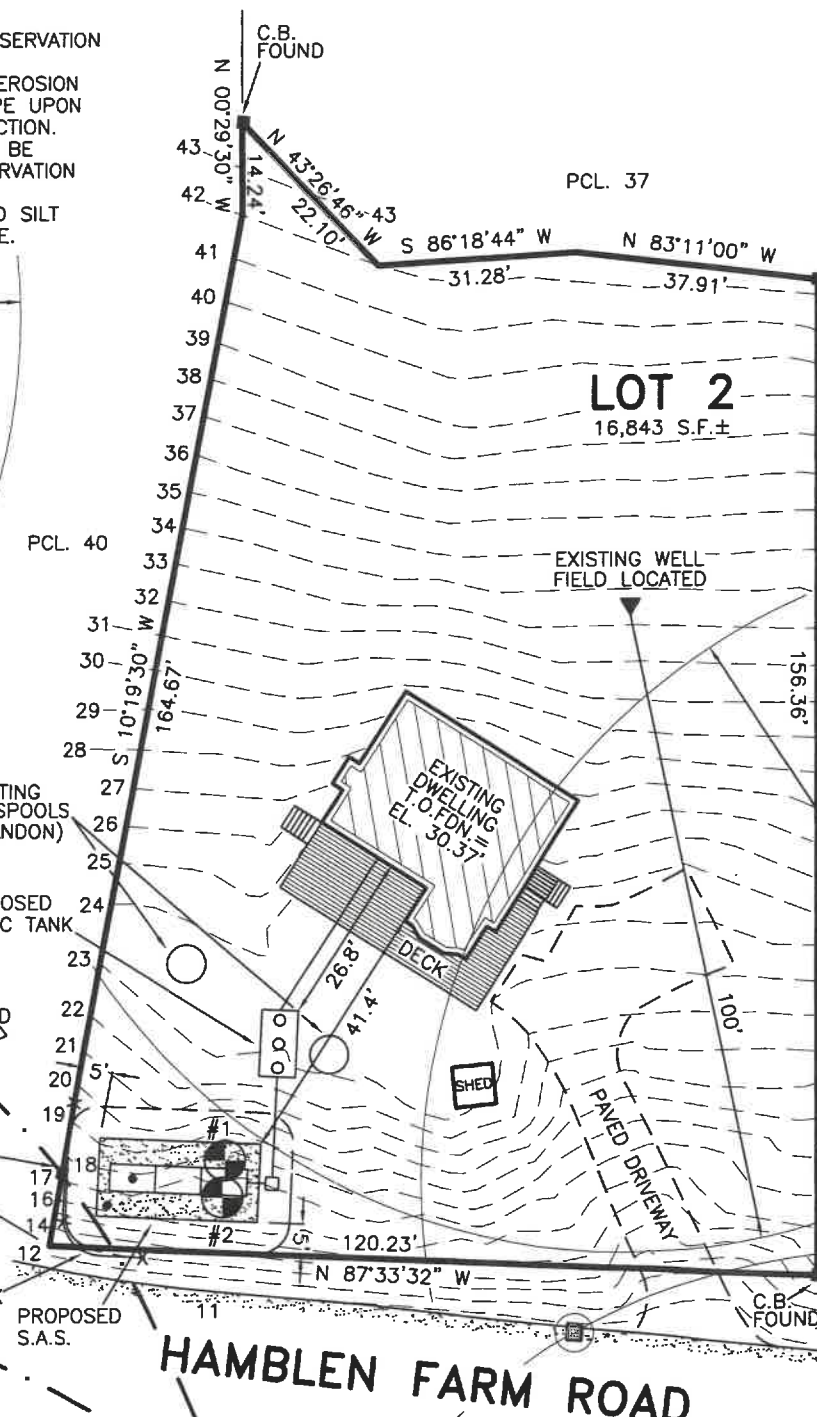 SERVATION
EROSION
PE UPON
CTION.
BE
RVATION
D SILT
E.
C.B.
FOUND
N 00°29'30" W
14.24'
N 43°26'46" W
22.10'
43
PCL. 37
S 86°18'44" W
31.28'
N 83°11'00" W
37.91'
43
42
41
40
39
38
37
36
35
34
33
32
31
30
29
28
27
26
25
24
23
22
21
20
19
18
17
16
14
12
11
LOT 2
16,843 S.F.±
PCL. 40
S 10°19'30" W
164.67'
EXISTING WELL
FIELD LOCATED
156.36'
EXISTING
DWELLING
T.O.FDN.=
EL. 30.37'
TING
SPOOLS
NDON)
OSED
C TANK
D
DECK
26.8'
41.4'
100'
SHED
PAVED DRIVEWAY
5'
#1
#2
5'
X
120.23'
N 87°33'32" W
C.B.
FOUND
PROPOSED
S.A.S.
HAMBLEN FARM ROAD